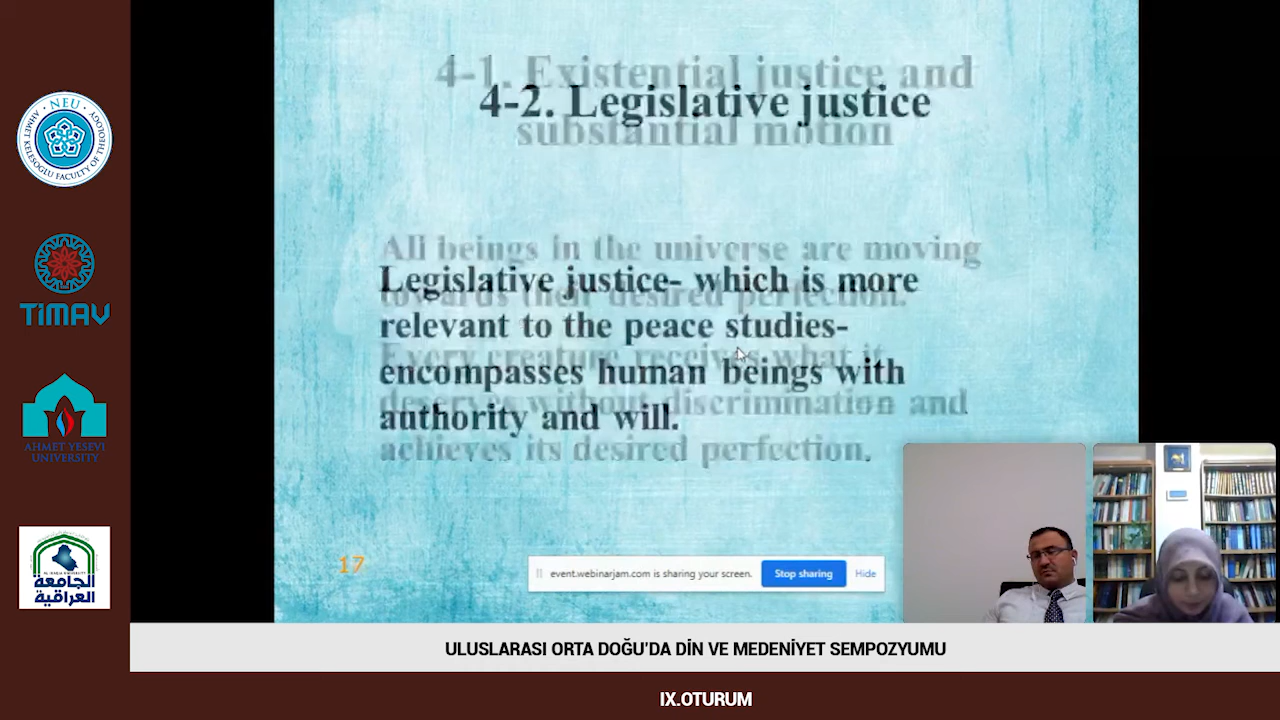 4-1. Existential justice and
substantial motion
4-2. Legislative justice
All beings in the universe are moving
towards their desired perfection.
Every creature receives what it
deserves without discrimination and
achieves its desired perfection.
Legislative justice- which is more
relevant to the peace studies-
encompasses human beings with
authority and will.
17
event.webinarjam.com is sharing your screen.
Stop sharing
Hide
NEU
AHMET KELEŞOĞLU FACULTY OF THEOLOGY
TİMAV
AHMET YESEVİ
UNIVERSITY
الجامعة
العراقية
ULUSLARASI ORTA DOĞU'DA DİN VE MEDENİYET SEMPOZYUMU
IX.OTURUM